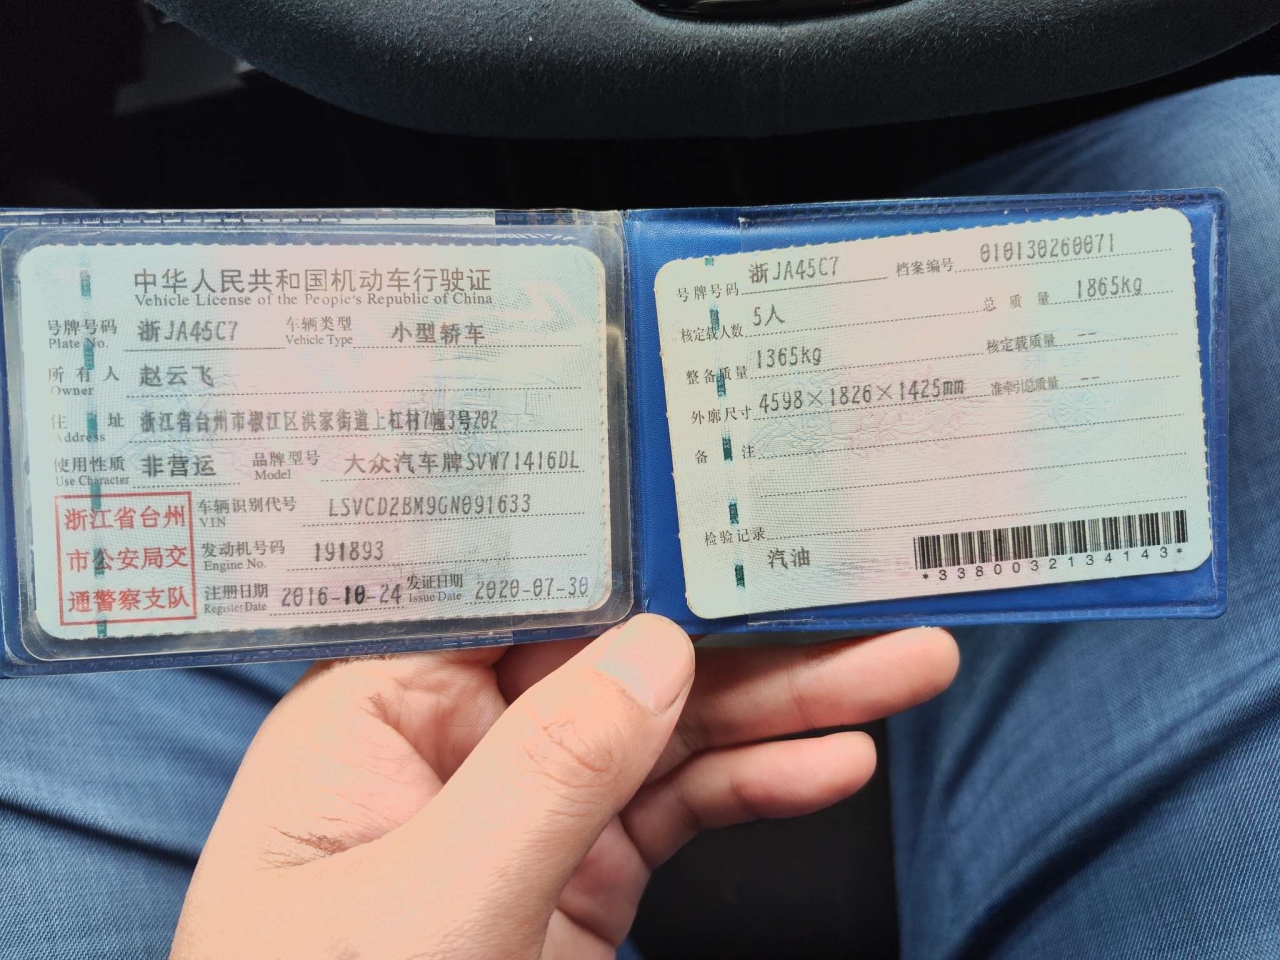 中华人民共和国机动车行驶证
Vehicle License of the People's Republic of China
号牌号码 浙JA45C7 车辆类型 小型轿车
Plate No. Vehicle Type
所有人 赵云飞
Owner
住址 浙江省台州市椒江区洪家街道上杠村7幢3号202
Address
使用性质 非营运 品牌型号 大众汽车牌SVW71416DL
Use Character Model
浙江省台州
市公安局交
通警察支队
车辆识别代号 LSVCD2BM9GN091633
VIN
发动机号码 191893
Engine No.
注册日期 2016-10-24 发证日期 2020-07-30
Register Date Issue Date
号牌号码 浙JA45C7 档案编号 010130260071
核定载人数 5人 总质量 1865kg
整备质量 1365kg 核定载质量 --
外廓尺寸 4598×1826×1425mm 准牵引总质量 --
备注
检验记录
汽油
*3380032134143*